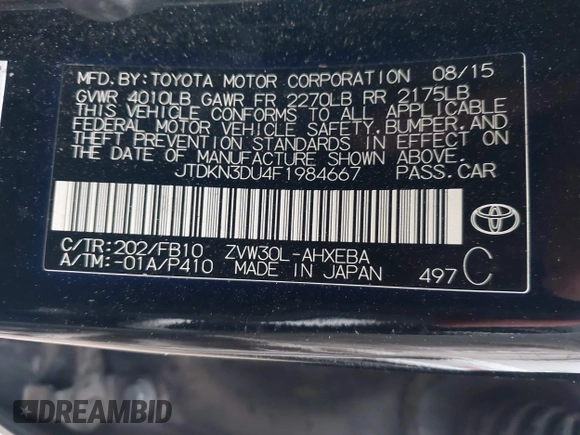 MFD. BY: TOYOTA MOTOR CORPORATION 08/15
GVWR 4010LB GAWR FR 2270LB RR 2175LB
THIS VEHICLE CONFORMS TO ALL APPLICABLE
FEDERAL MOTOR VEHICLE SAFETY, BUMPER, AND
THEFT PREVENTION STANDARDS IN EFFECT ON
THE DATE OF MANUFACTURE SHOWN ABOVE.
JTDKN3DU4F1984667 PASS. CAR
C/TR: 202/FB10 ZVW30L-AHXEBA
A/TM: -01A/P410 MADE IN JAPAN 497 C
DREAMBID